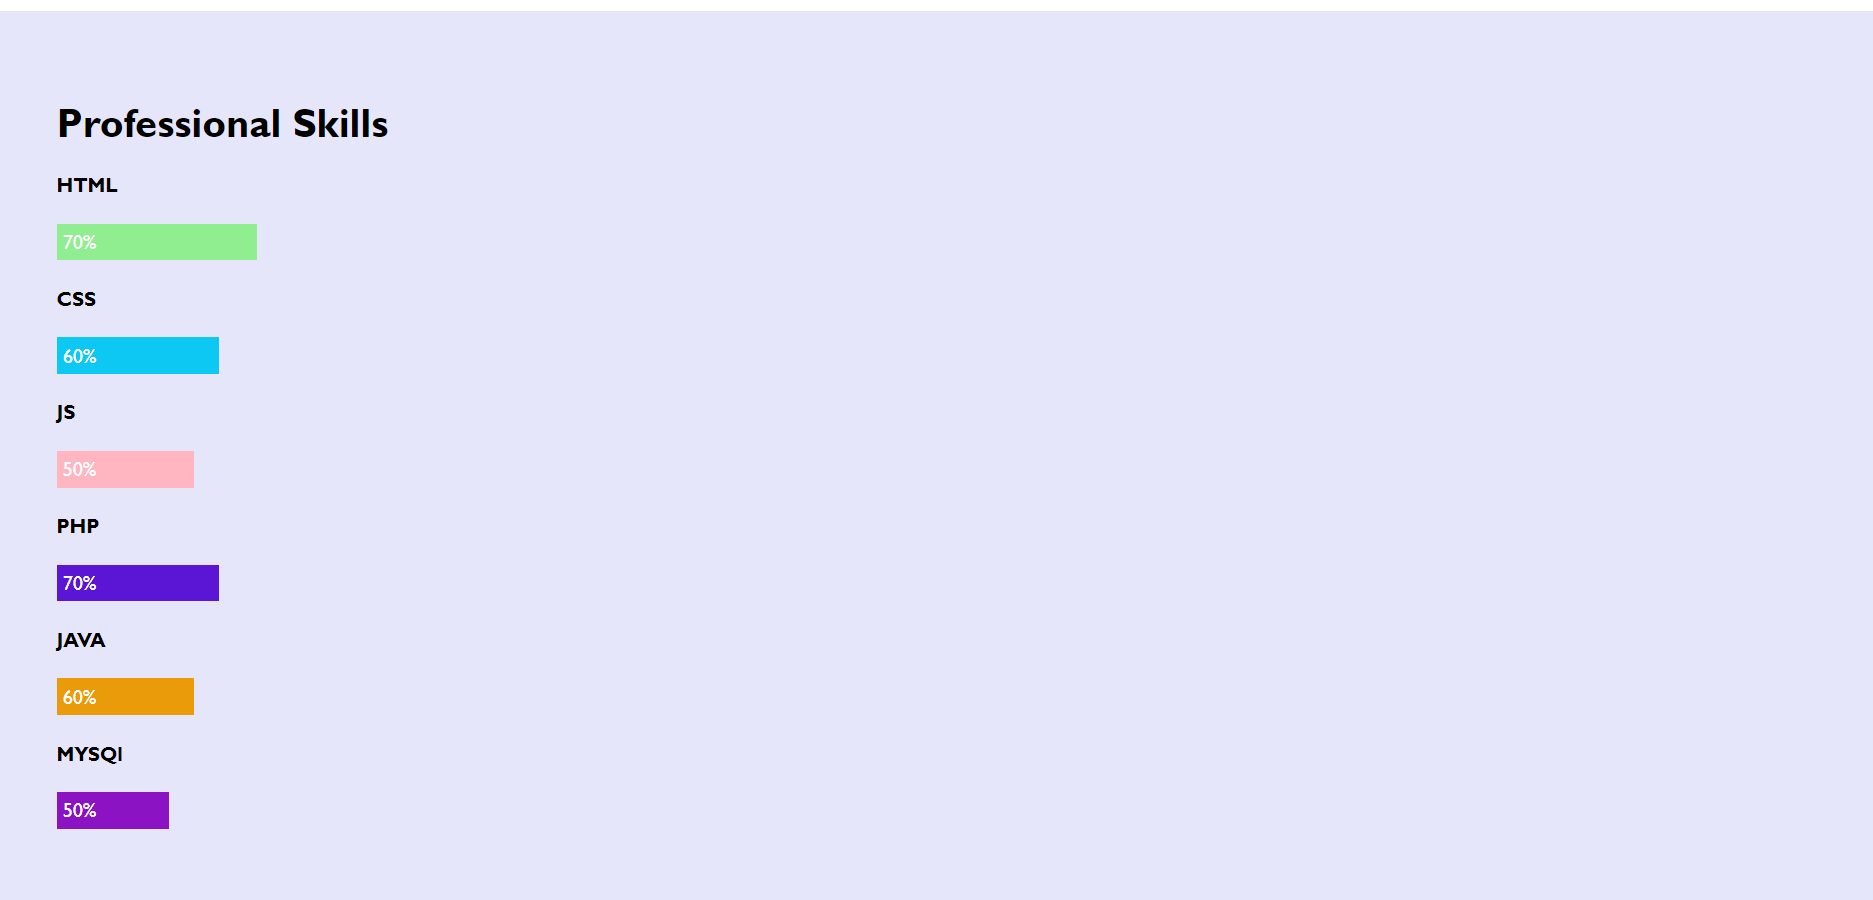 Professional Skills
HTML
70%
CSS
60%
JS
50%
PHP
70%
JAVA
60%
MYSQl
50%